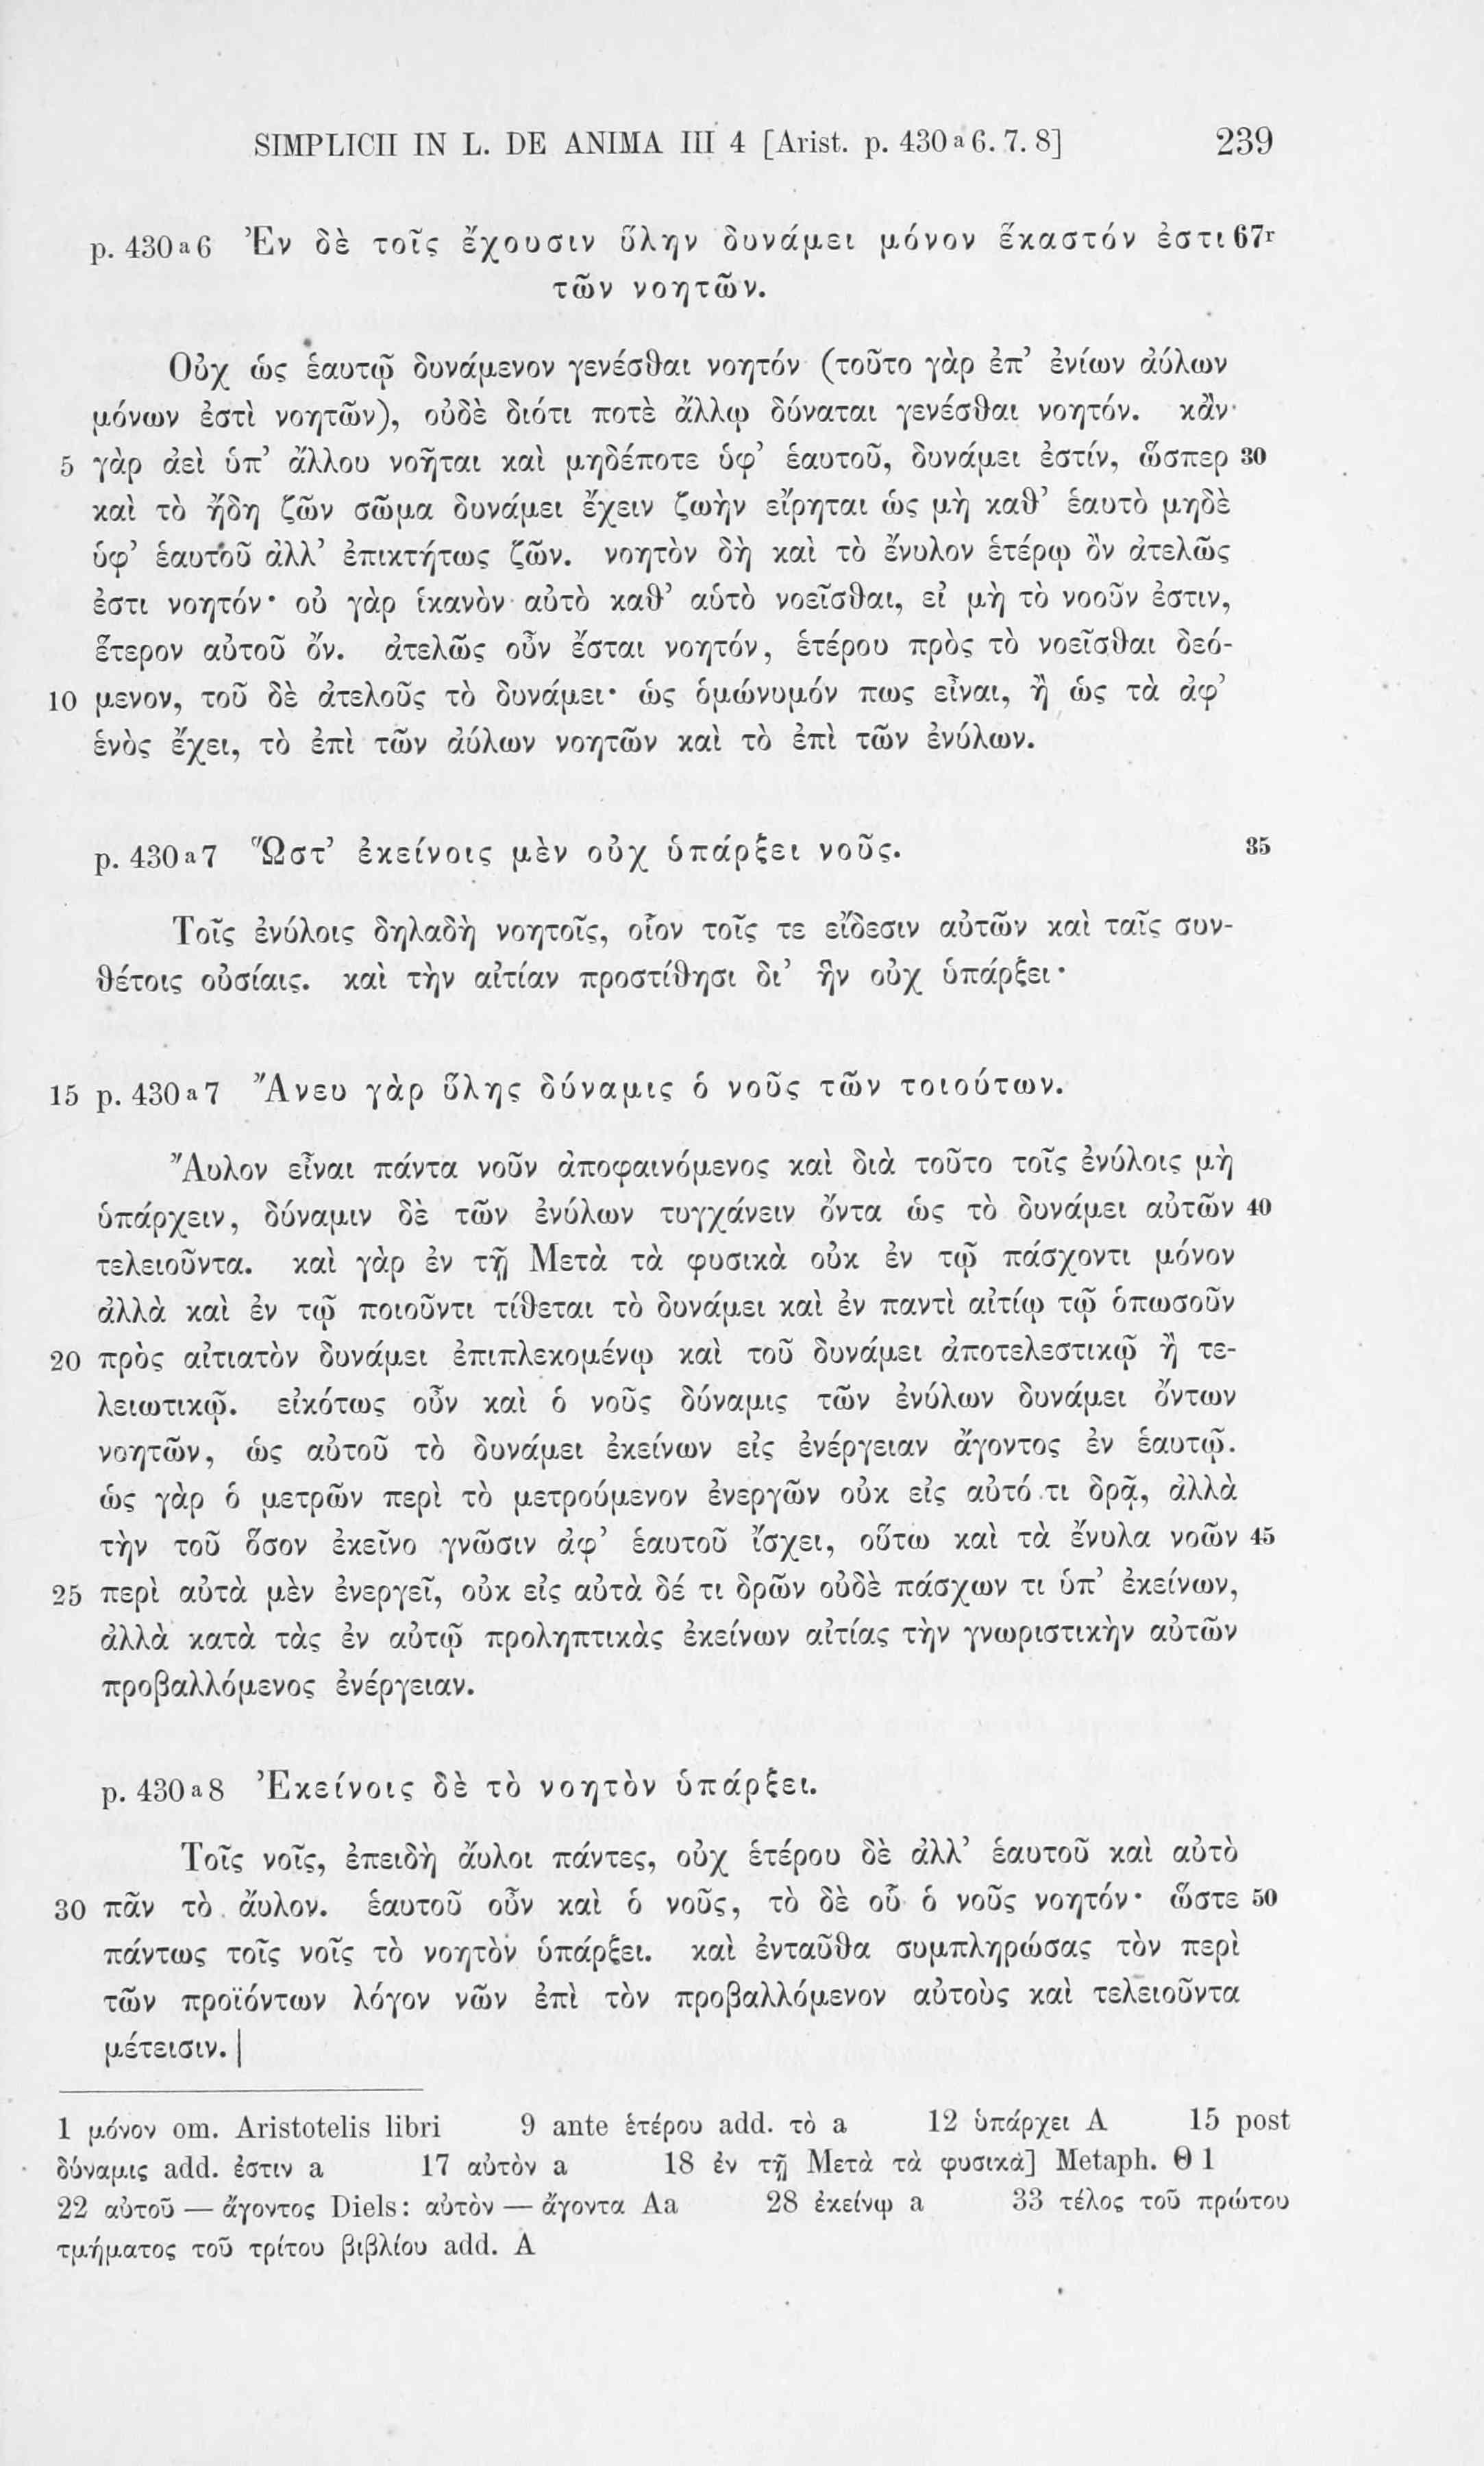 SIMPLICII IN L. DE ANIMA III 4 [Arist. p. 430 a 6. 7. 8] 239
p. 430 a 6 Ἐν δὲ τοῖς ἔχουσιν ὕλην δυνάμει μόνον ἕκαστόν ἐστι 67r
τῶν νοητῶν.
Οὐχ ὡς ἑαυτῷ δυνάμενον γενέσθαι νοητόν (τοῦτο γὰρ ἐπ’ ἐνίων ἀύλων
μόνων ἐστὶ νοητῶν), οὐδὲ διότι ποτὲ ἄλλῳ δύναται γενέσθαι νοητόν. κἂν
5 γὰρ ἀεὶ ὑπ’ ἄλλου νοῆται καὶ μηδέποτε ὑφ’ ἑαυτοῦ, δυνάμει ἐστίν, ὥσπερ 30
καὶ τὸ ἤδη ζῶν σῶμα δυνάμει ἔχειν ζωὴν εἴρηται ὡς μὴ καθ’ ἑαυτὸ μηδὲ
ὑφ’ ἑαυτοῦ ἀλλ’ ἐπικτήτως ζῶν. νοητὸν δὴ καὶ τὸ ἔνυλον ἑτέρῳ ὂν ἀτελῶς
ἐστι νοητόν· οὐ γὰρ ἱκανὸν αὐτὸ καθ’ αὑτὸ νοεῖσθαι, εἰ μὴ τὸ νοοῦν ἐστιν,
ἕτερον αὐτοῦ ὄν. ἀτελῶς οὖν ἔσται νοητόν, ἑτέρου πρὸς τὸ νοεῖσθαι δεό-
10 μενον, τοῦ δὲ ἀτελοῦς τὸ δυνάμει· ὡς ὁμώνυμόν πως εἶναι, ἢ ὡς τὰ ἀφ’
ἑνὸς ἔχει, τὸ ἐπὶ τῶν ἀύλων νοητῶν καὶ τὸ ἐπὶ τῶν ἐνύλων.
p. 430 a 7 Ὥστ’ ἐκείνοις μὲν οὐχ ὑπάρξει νοῦς. 35
Τοῖς ἐνύλοις δηλαδὴ νοητοῖς, οἷον τοῖς τε εἴδεσιν αὐτῶν καὶ ταῖς συν-
θέτοις οὐσίαις. καὶ τὴν αἰτίαν προστίθησι δι’ ἣν οὐχ ὑπάρξει·
15 p. 430 a 7 Ἄνευ γὰρ ὕλης δύναμις ὁ νοῦς τῶν τοιούτων.
Ἄυλον εἶναι πάντα νοῦν ἀποφαινόμενος καὶ διὰ τοῦτο τοῖς ἐνύλοις μὴ
ὑπάρχειν, δύναμιν δὲ τῶν ἐνύλων τυγχάνειν ὄντα ὡς τὸ δυνάμει αὐτῶν 40
τελειοῦντα. καὶ γὰρ ἐν τῇ Μετὰ τὰ φυσικὰ οὐκ ἐν τῷ πάσχοντι μόνον
ἀλλὰ καὶ ἐν τῷ ποιοῦντι τίθεται τὸ δυνάμει καὶ ἐν παντὶ αἰτίῳ τῷ ὁπωσοῦν
20 πρὸς αἰτιατὸν δυνάμει ἐπιπλεκομένῳ καὶ τοῦ δυνάμει ἀποτελεστικῷ ἢ τε-
λειωτικῷ. εἰκότως οὖν καὶ ὁ νοῦς δύναμις τῶν ἐνύλων δυνάμει ὄντων
νοητῶν, ὡς αὐτοῦ τὸ δυνάμει ἐκείνων εἰς ἐνέργειαν ἄγοντος ἐν ἑαυτῷ.
ὡς γὰρ ὁ μετρῶν περὶ τὸ μετρούμενον ἐνεργῶν οὐκ εἰς αὐτό τι δρᾷ, ἀλλὰ
τὴν τοῦ ὅσον ἐκεῖνο γνῶσιν ἀφ’ ἑαυτοῦ ἴσχει, οὕτω καὶ τὰ ἔνυλα νοῶν 45
25 περὶ αὐτὰ μὲν ἐνεργεῖ, οὐκ εἰς αὐτὰ δέ τι δρῶν οὐδὲ πάσχων τι ὑπ’ ἐκείνων,
ἀλλὰ κατὰ τὰς ἐν αὐτῷ προληπτικὰς ἐκείνων αἰτίας τὴν γνωριστικὴν αὐτῶν
προβαλλόμενος ἐνέργειαν.
p. 430 a 8 Ἐκείνοις δὲ τὸ νοητὸν ὑπάρξει.
Τοῖς νοῖς, ἐπειδὴ ἄυλοι πάντες, οὐχ ἑτέρου δὲ ἀλλ’ ἑαυτοῦ καὶ αὐτὸ
30 πᾶν τὸ ἄυλον. ἑαυτοῦ οὖν καὶ ὁ νοῦς, τὸ δὲ οὗ ὁ νοῦς νοητόν· ὥστε 50
πάντως τοῖς νοῖς τὸ νοητὸν ὑπάρξει. καὶ ἐνταῦθα συμπληρώσας τὸν περὶ
τῶν προϊόντων λόγον νῶν ἐπὶ τὸν προβαλλόμενον αὐτοὺς καὶ τελειοῦντα
μέτεισιν. |
1 μόνον om. Aristotelis libri 9 ante ἑτέρου add. τὸ a 12 ὑπάρχει A 15 post
δύναμις add. ἐστιν a 17 αὐτὸν a 18 ἐν τῇ Μετὰ τὰ φυσικὰ] Metaph. Θ 1
22 αὐτοῦ — ἄγοντος Diels: αὐτὸν — ἄγοντα Aa 28 ἐκείνῳ a 33 τέλος τοῦ πρώτου
τμήματος τοῦ τρίτου βιβλίου add. A